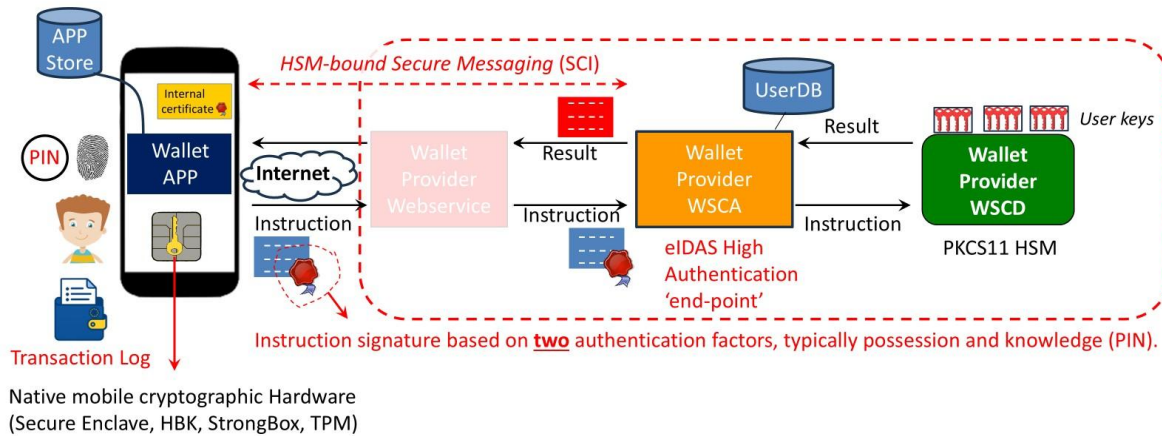 APP
Store
HSM-bound Secure Messaging (SCI)
Internal
certificate
UserDB
User keys
PIN
Wallet
APP
Internet
Wallet
Provider
Webservice
Result
Instruction
Wallet
Provider
WSCA
Result
Instruction
Wallet
Provider
WSCD
Instruction
eIDAS High
Authentication
'end-point'
PKCS11 HSM
Transaction Log
Instruction signature based on two authentication factors, typically possession and knowledge (PIN).
Native mobile cryptographic Hardware
(Secure Enclave, HBK, StrongBox, TPM)